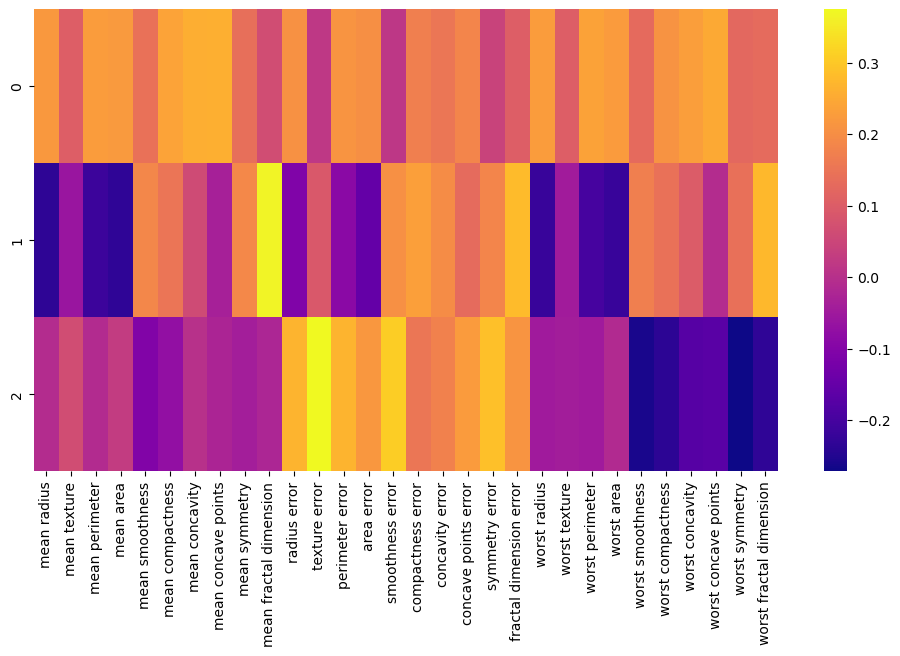 0
1
2
mean radius
mean texture
mean perimeter
mean area
mean smoothness
mean compactness
mean concavity
mean concave points
mean symmetry
mean fractal dimension
radius error
texture error
perimeter error
area error
smoothness error
compactness error
concavity error
concave points error
symmetry error
fractal dimension error
worst radius
worst texture
worst perimeter
worst area
worst smoothness
worst compactness
worst concavity
worst concave points
worst symmetry
worst fractal dimension
0.3
0.2
0.1
0.0
−0.1
−0.2